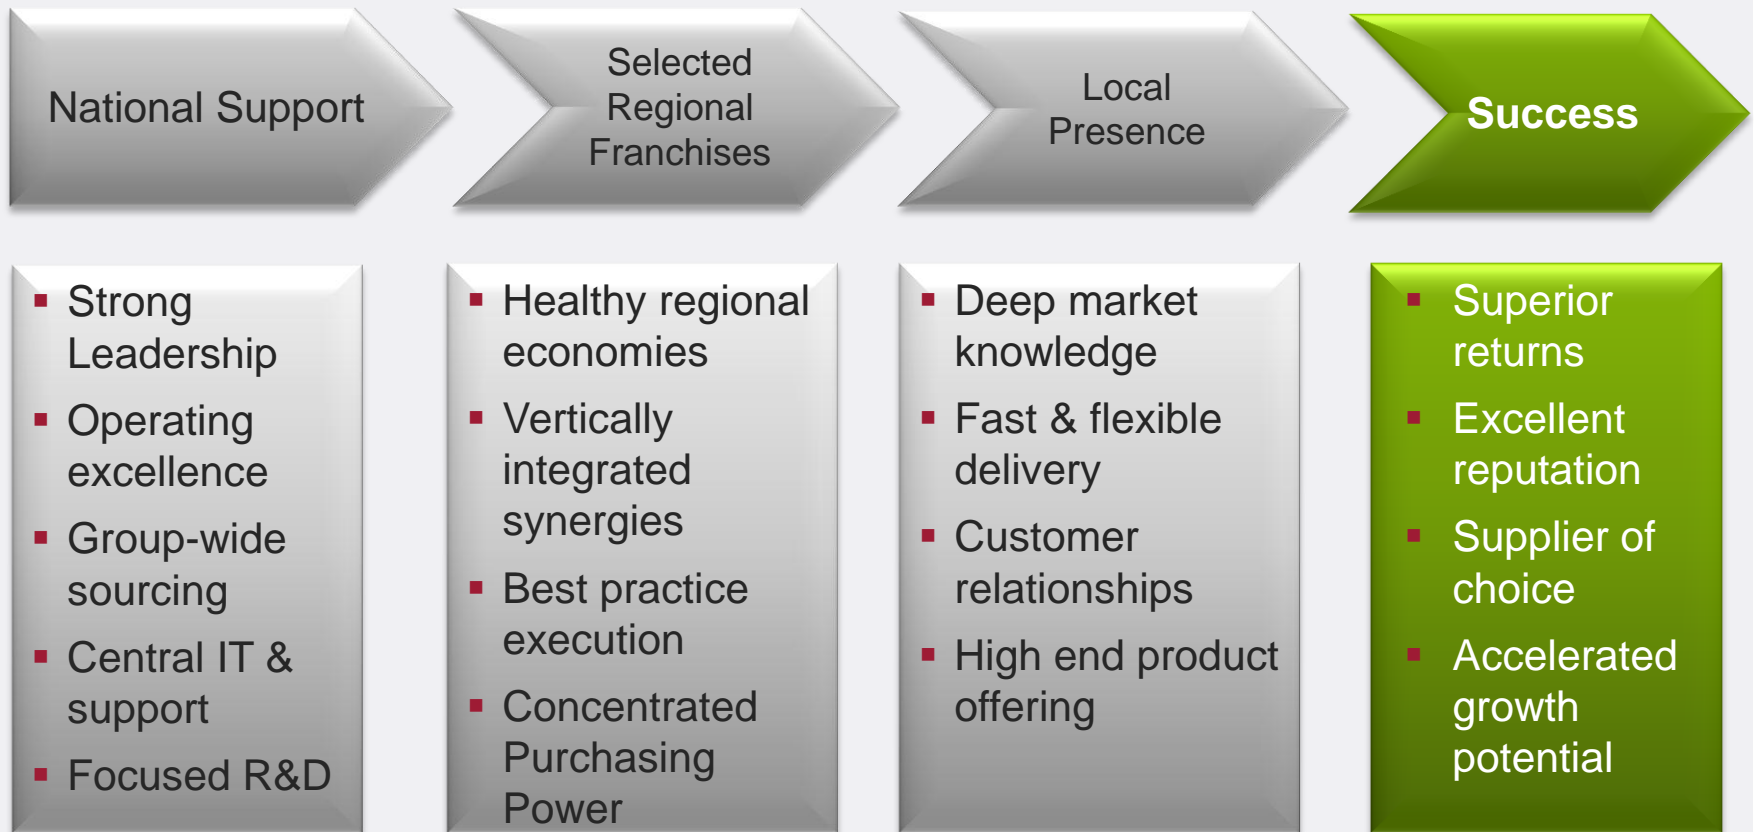 National Support
Selected
Regional
Franchises
Local
Presence
Success
▪ Strong
Leadership
▪ Operating
excellence
▪ Group-wide
sourcing
▪ Central IT &
support
▪ Focused R&D
▪ Healthy regional
economies
▪ Vertically
integrated
synergies
▪ Best practice
execution
▪ Concentrated
Purchasing
Power
▪ Deep market
knowledge
▪ Fast & flexible
delivery
▪ Customer
relationships
▪ High end product
offering
▪ Superior
returns
▪ Excellent
reputation
▪ Supplier of
choice
▪ Accelerated
growth
potential